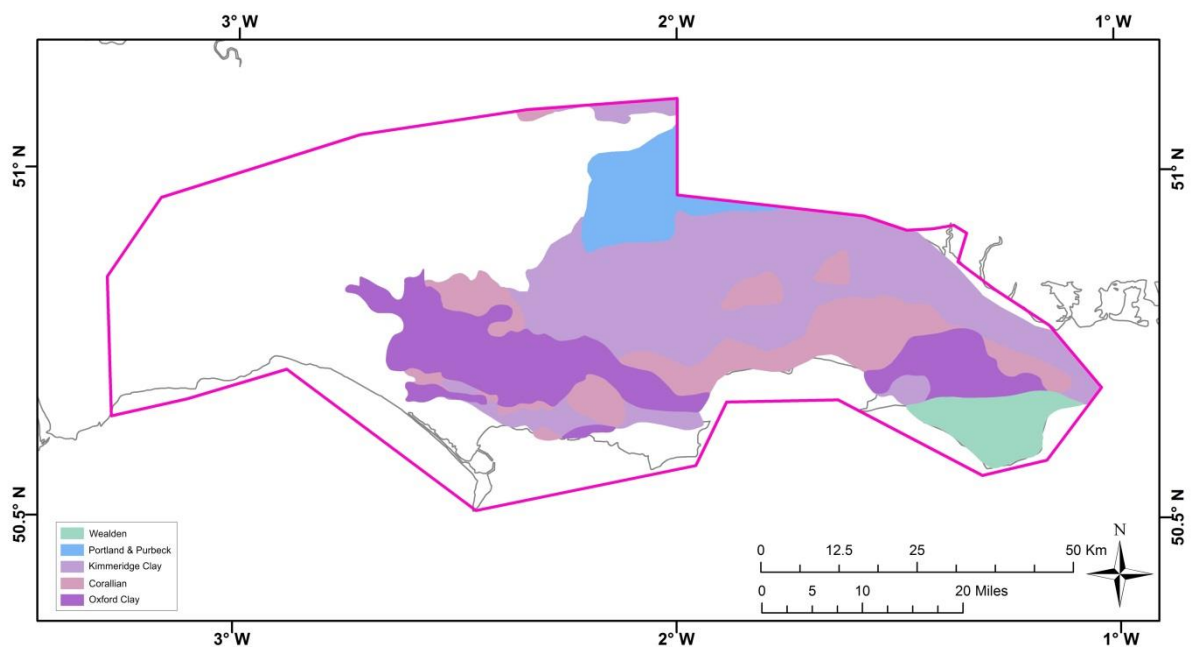 3° W 2° W 1° W
51° N 51° N
50.5° N 50.5° N
Wealden
Portland & Purbeck
Kimmeridge Clay
Corallian
Oxford Clay
0 12.5 25 50 Km
0 5 10 20 Miles
N
3° W 2° W 1° W